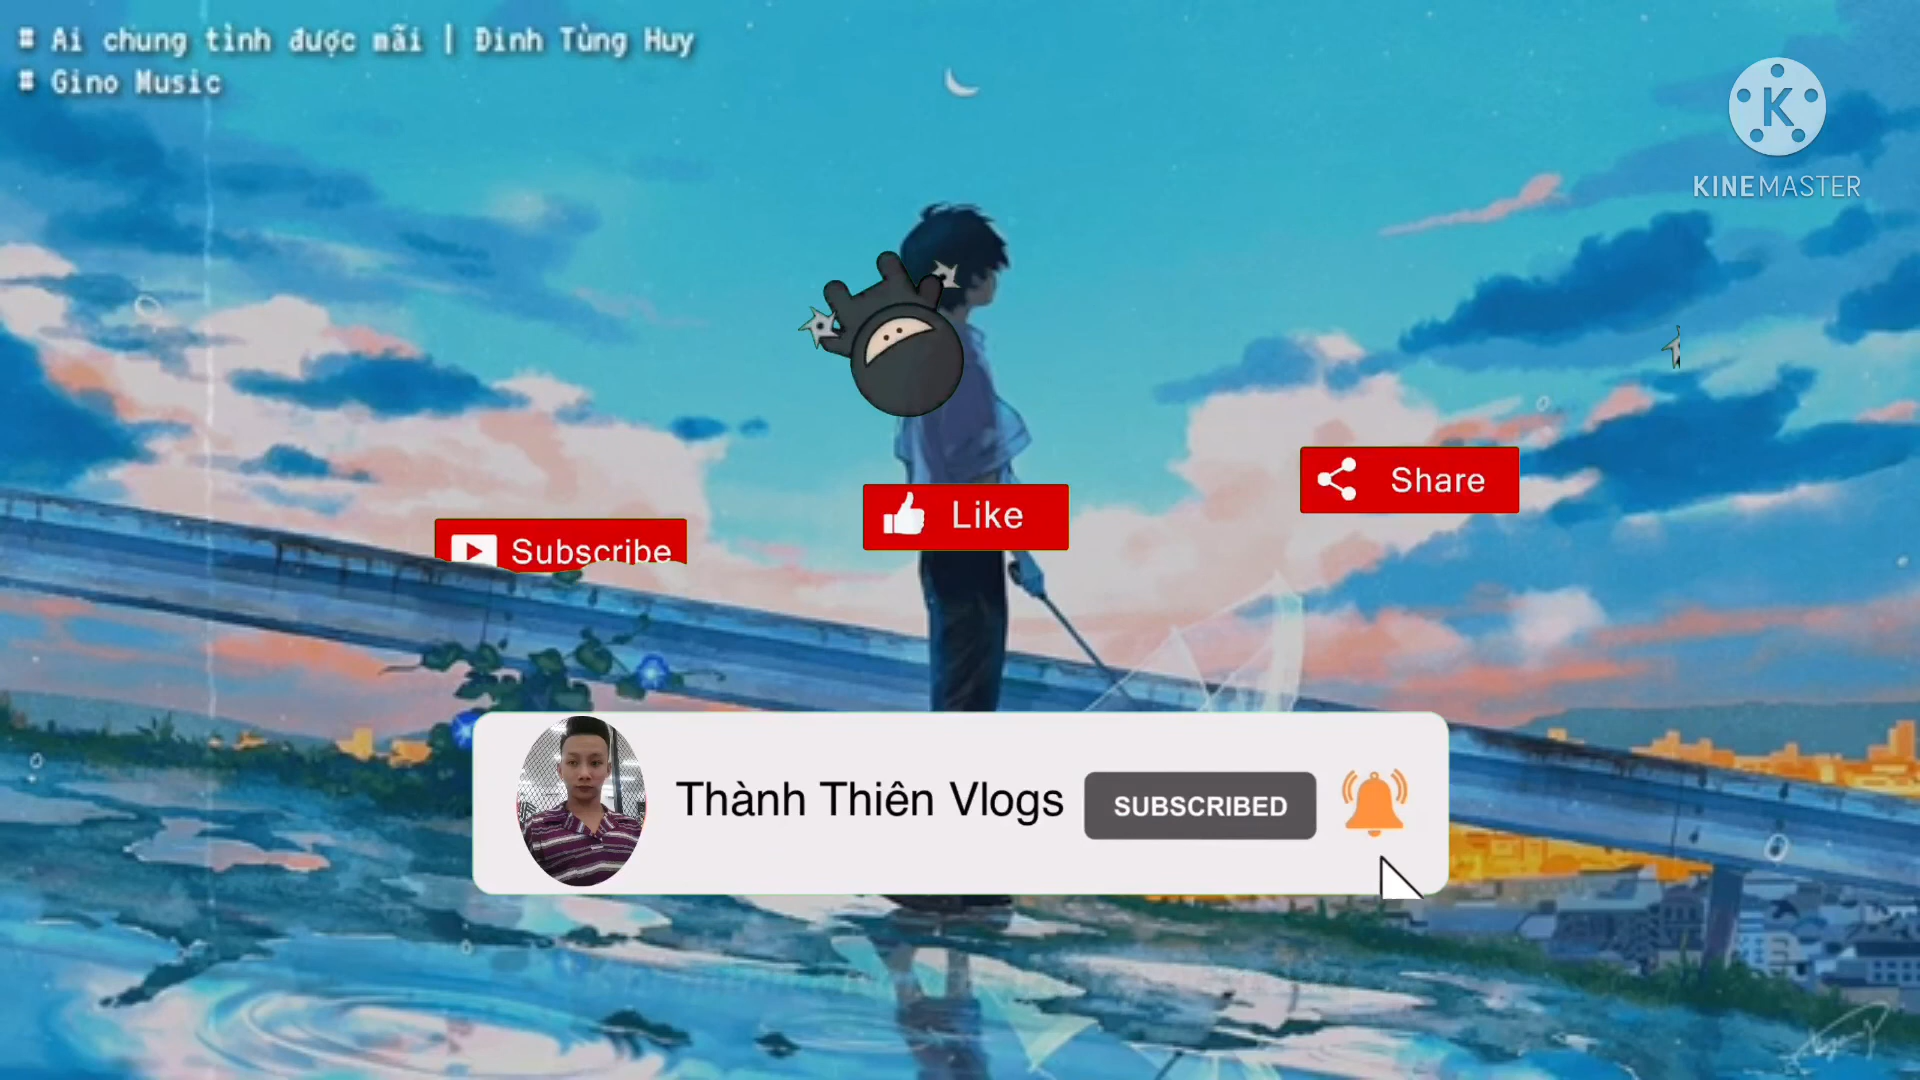 # Ai chung tình được mãi | Đinh Tùng Huy
# Gino Music
K
KINEMASTER
Share
Like
Subscribe
Thành Thiên Vlogs SUBSCRIBED